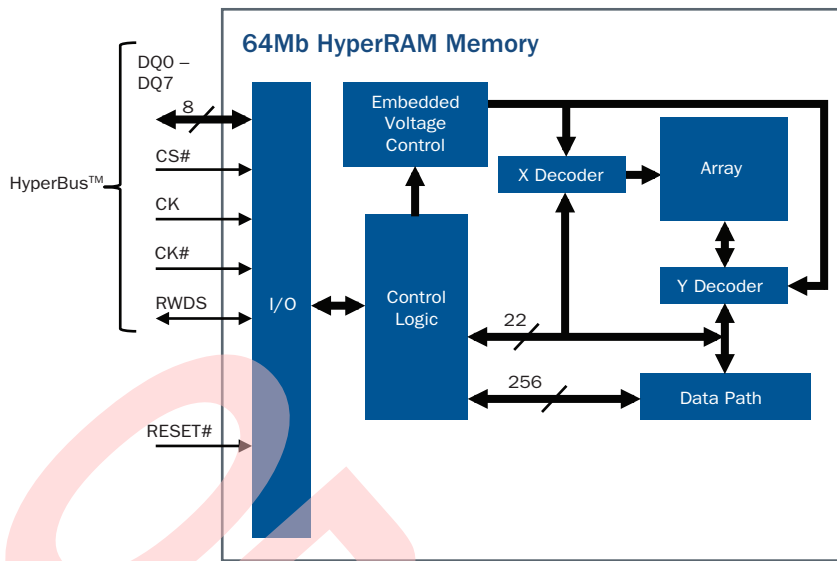 64Mb HyperRAM Memory
DQ0 –
DQ7
8
CS#
HyperBus™
CK
CK#
RWDS
RESET#
I/O
Embedded
Voltage
Control
X Decoder
Array
Y Decoder
Control
Logic
22
256
Data Path